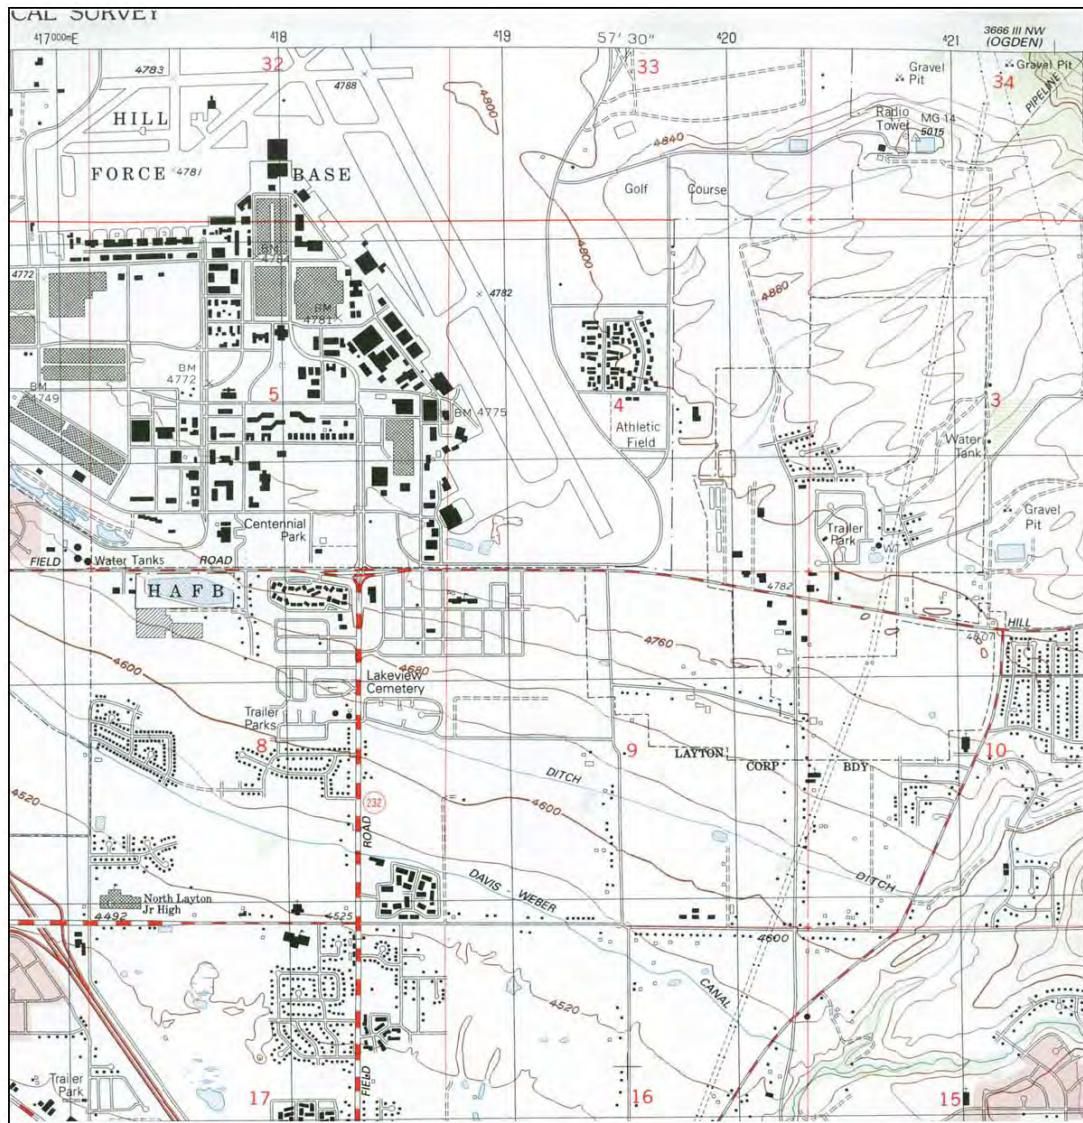 CAL SURVEY
417000mE
418
419
57' 30"
420
421
3666 III NW
(OGDEN)
4783
32
4788
33
Gravel
Pit
34
Gravel Pit
PIPELINE
HILL
4800
Radio
Tower
MG 14
5015
4840
FORCE
4781
BASE
Golf
Course
BM
4784
4800
4772
4782
4880
BM
4781
BM
4772
5
BM
4749
BM 4775
4
Athletic
Field
3
Water
Tank
Centennial
Park
Trailer
Park
Gravel
Pit
FIELD
Water Tanks
ROAD
WT
4782
HAFB
HILL
4807
4760
4600
4680
Lakeview
Cemetery
Trailer
Parks
8
9
LAYTON
CORP
BDY
10
DITCH
4520
232
4600
ROAD
DAVIS - WEBER
DITCH
North Layton
Jr High
4492
4525
4600
CANAL
4520
Trailer
Park
17
FIELD
16
15